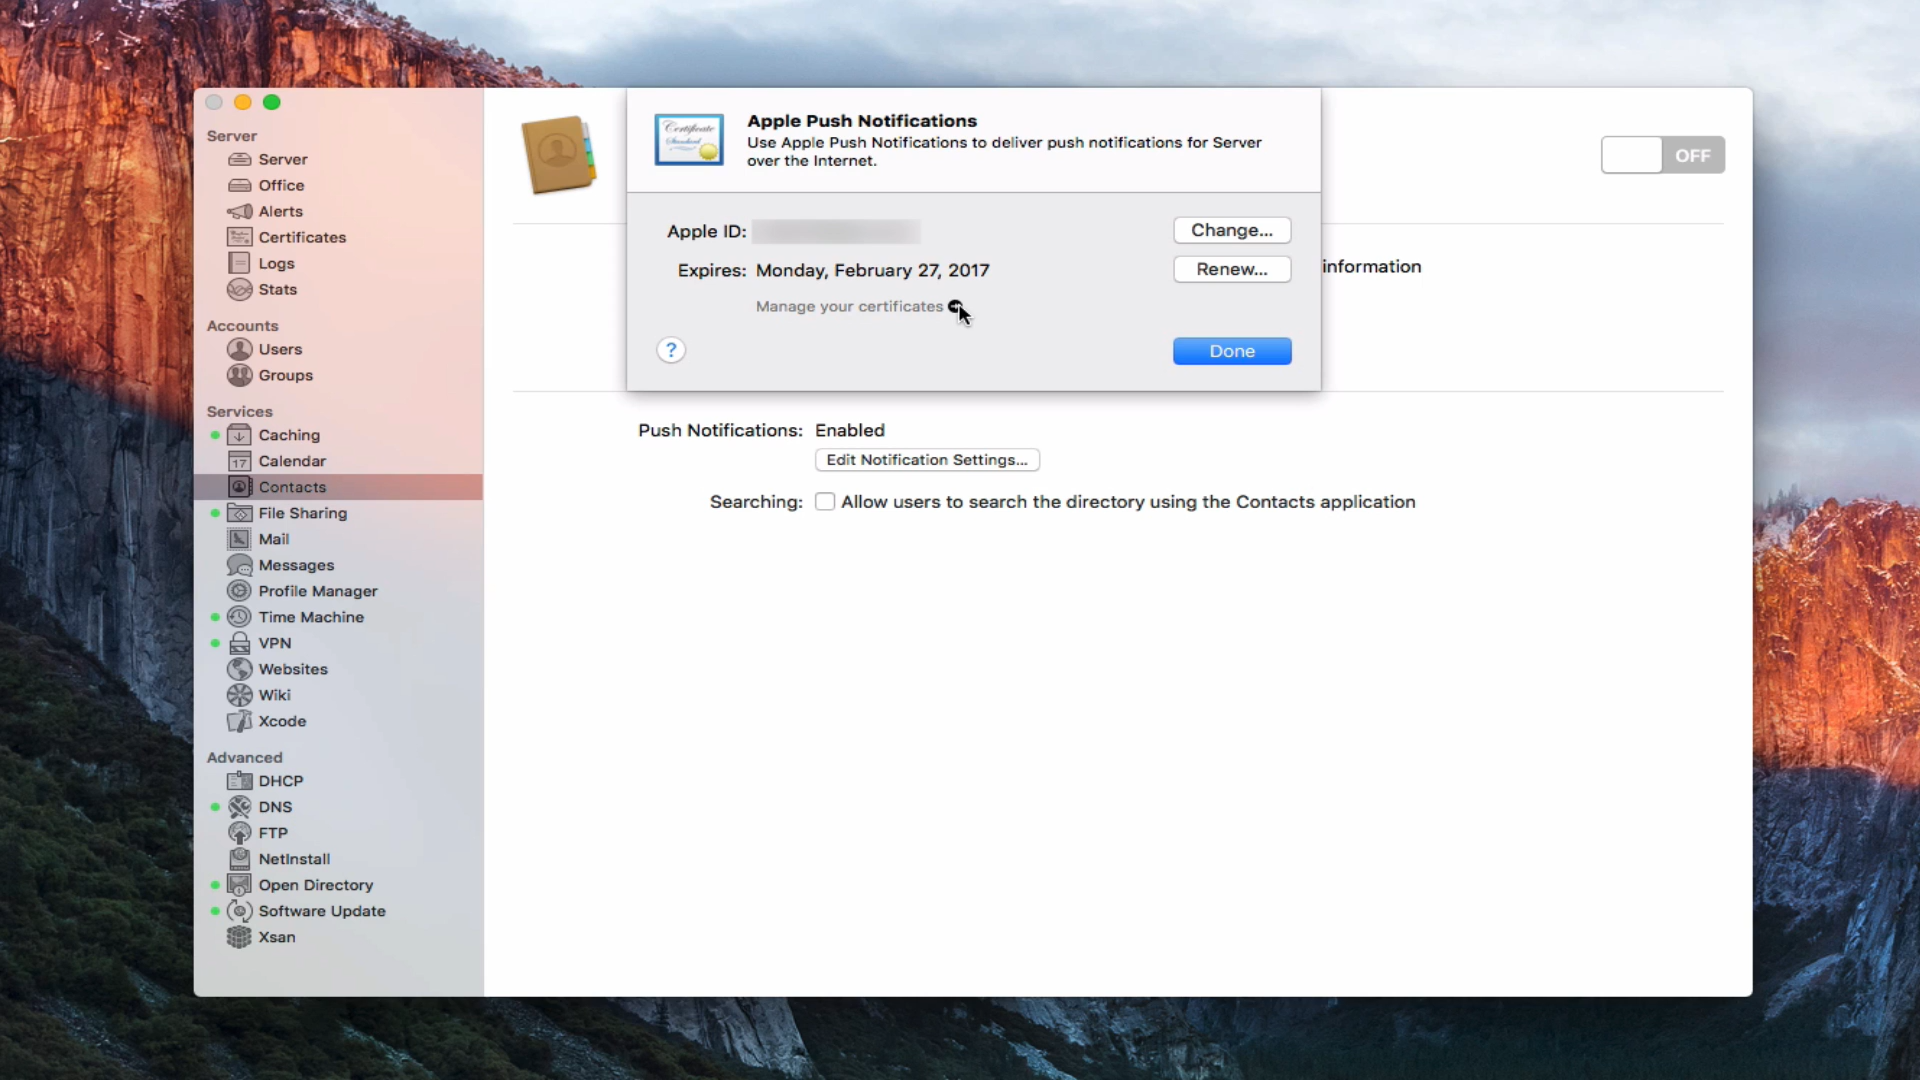 Server
Server
Office
Alerts
Certificates
Logs
Stats
Accounts
Users
Groups
Services
Caching
17 Calendar
Contacts
File Sharing
Mail
Messages
Profile Manager
Time Machine
VPN
Websites
Wiki
Xcode
Advanced
DHCP
DNS
FTP
NetInstall
Open Directory
Software Update
Xsan
Certificate
Standard
Apple Push Notifications
Use Apple Push Notifications to deliver push notifications for Server
over the Internet.
OFF
Apple ID:
Change...
information
Expires: Monday, February 27, 2017
Renew...
Manage your certificates
?
Done
Push Notifications: Enabled
Edit Notification Settings...
Searching: Allow users to search the directory using the Contacts application